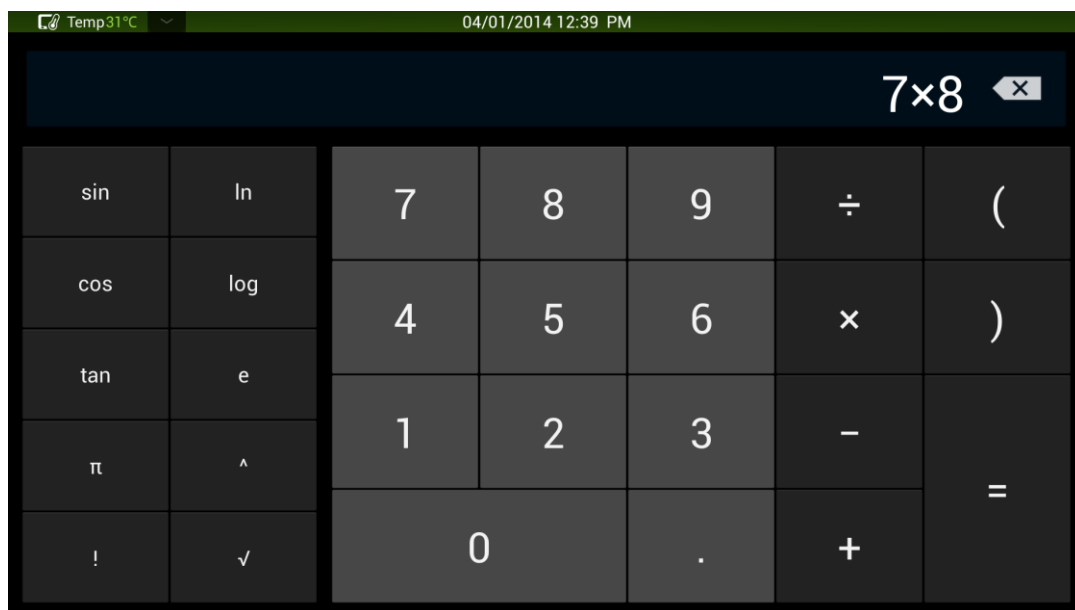 Temp31°C 04/01/2014 12:39 PM
7×8
sin ln 7 8 9 ÷ (
cos log 4 5 6 × )
tan e 1 2 3 −
π ^ =
! √ 0 . +